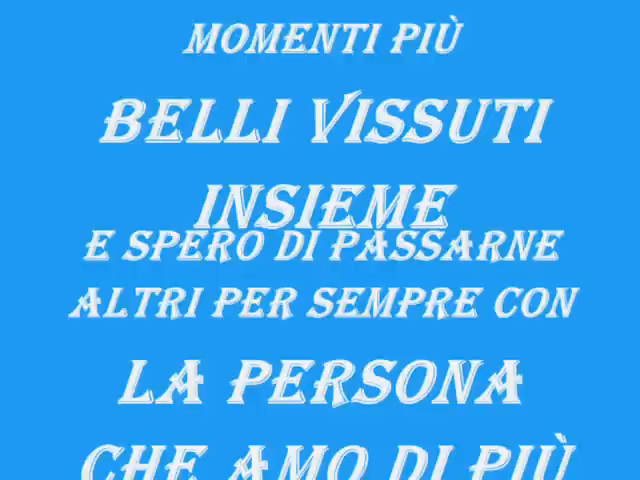 MOMENTI PIÙ
BELLI VISSUTI
INSIEME
E SPERO DI PASSARNE
ALTRI PER SEMPRE CON
LA PERSONA
CHE AMO DI PIÙ